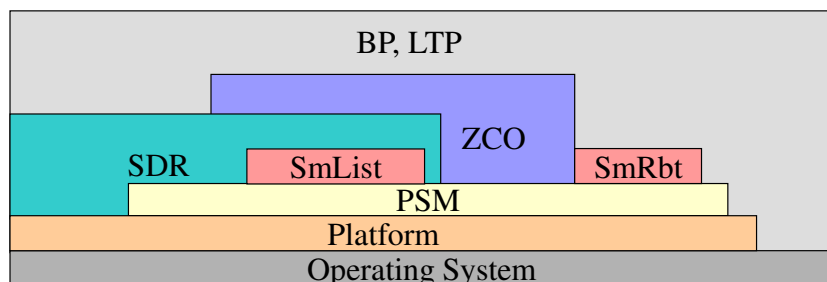 BP, LTP
ZCO
SDR
SmList
SmRbt
PSM
Platform
Operating System